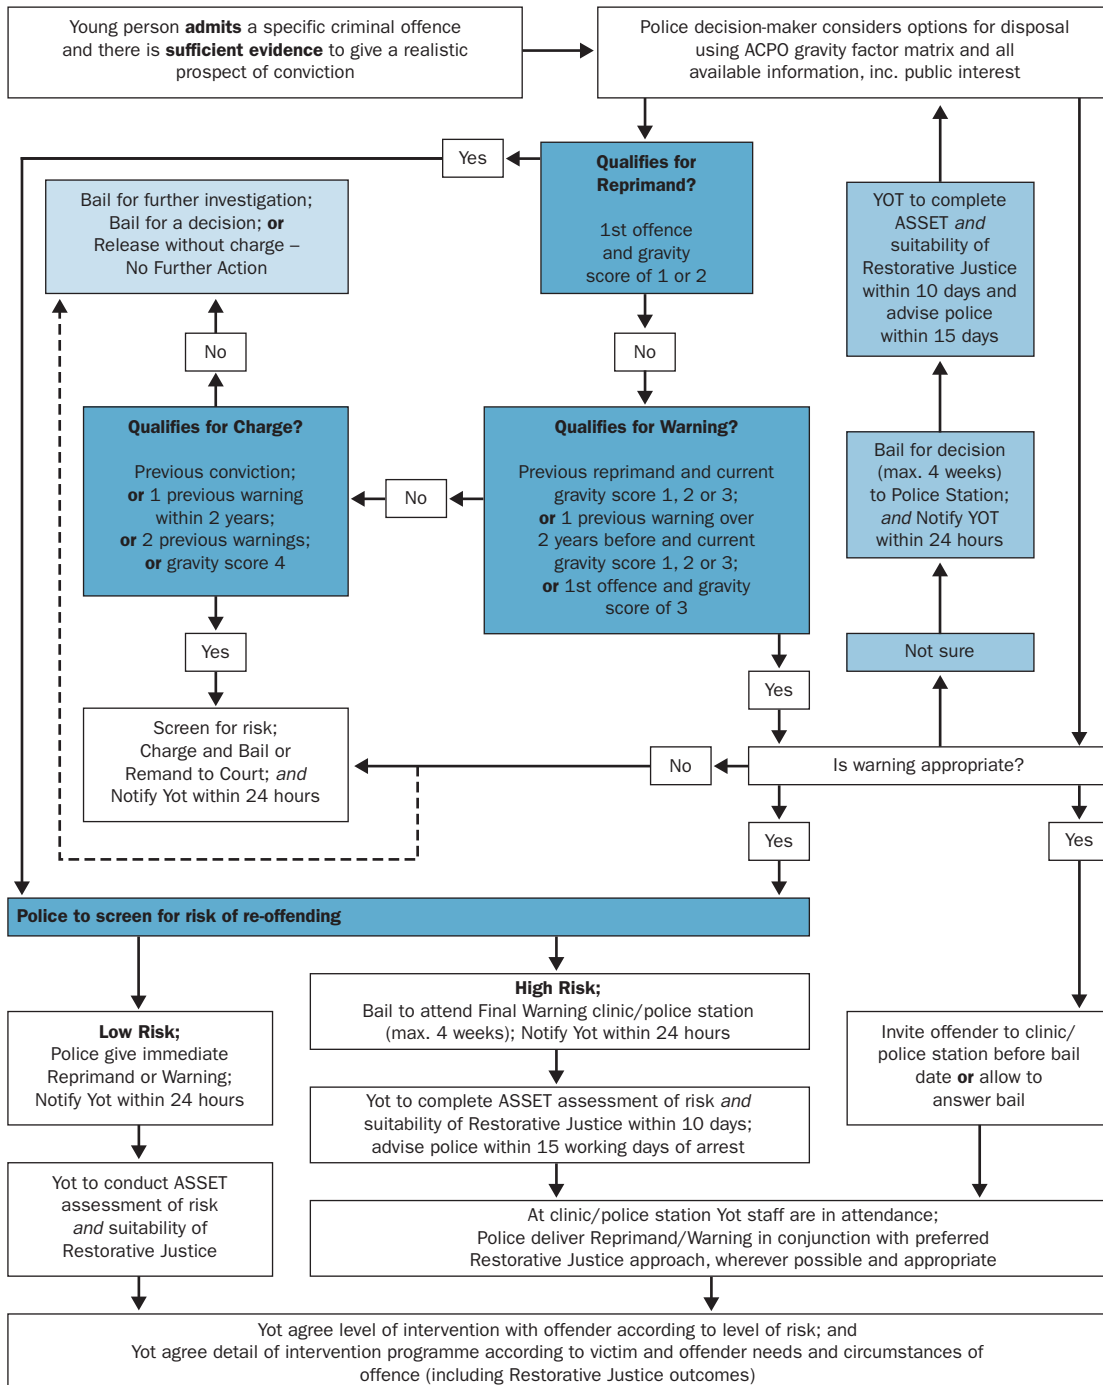 Young person admits a specific criminal offence
and there is sufficient evidence to give a realistic
prospect of conviction
Police decision-maker considers options for disposal
using ACPO gravity factor matrix and all
available information, inc. public interest
Yes
Qualifies for
Reprimand?
1st offence
and gravity
score of 1 or 2
Bail for further investigation;
Bail for a decision; or
Release without charge –
No Further Action
YOT to complete
ASSET and
suitability of
Restorative Justice
within 10 days and
advise police
within 15 days
No
No
Qualifies for Charge?
Previous conviction;
or 1 previous warning
within 2 years;
or 2 previous warnings;
or gravity score 4
No
Qualifies for Warning?
Previous reprimand and current
gravity score 1, 2 or 3;
or 1 previous warning over
2 years before and current
gravity score 1, 2 or 3;
or 1st offence and gravity
score of 3
Bail for decision
(max. 4 weeks)
to Police Station;
and Notify YOT
within 24 hours
Not sure
Yes
Yes
Screen for risk;
Charge and Bail or
Remand to Court; and
Notify Yot within 24 hours
No
Is warning appropriate?
Yes
Yes
Police to screen for risk of re-offending
Low Risk;
Police give immediate
Reprimand or Warning;
Notify Yot within 24 hours
High Risk;
Bail to attend Final Warning clinic/police station
(max. 4 weeks); Notify Yot within 24 hours
Invite offender to clinic/
police station before bail
date or allow to
answer bail
Yot to complete ASSET assessment of risk and
suitability of Restorative Justice within 10 days;
advise police within 15 working days of arrest
Yot to conduct ASSET
assessment of risk
and suitability of
Restorative Justice
At clinic/police station Yot staff are in attendance;
Police deliver Reprimand/Warning in conjunction with preferred
Restorative Justice approach, wherever possible and appropriate
Yot agree level of intervention with offender according to level of risk; and
Yot agree detail of intervention programme according to victim and offender needs and circumstances of
offence (including Restorative Justice outcomes)